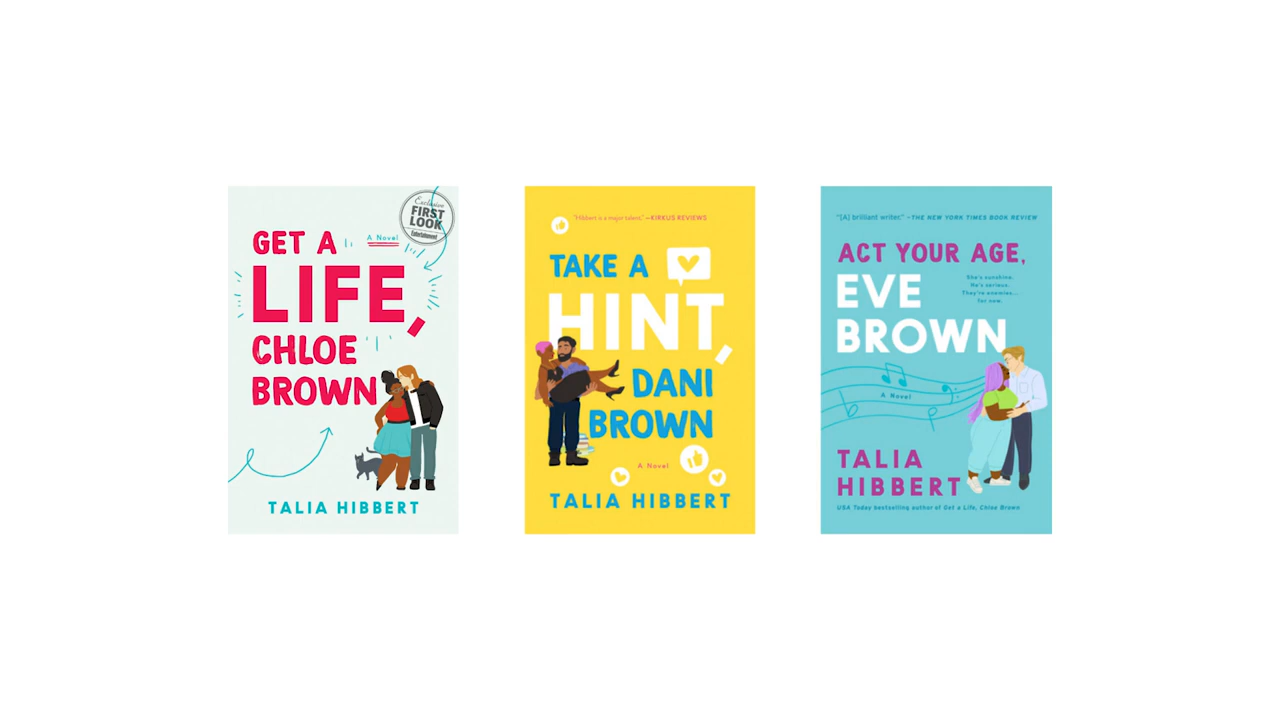 Exclusive
FIRST
LOOK
Entertainment
GET A
A Novel
LIFE,
CHLOE
BROWN
TALIA HIBBERT
"Hibbert is a major talent." —KIRKUS REVIEWS
TAKE A
HINT,
DANI
BROWN
A Novel
TALIA HIBBERT
"[A] brilliant writer." —THE NEW YORK TIMES BOOK REVIEW
ACT YOUR AGE,
EVE
BROWN
She's sunshine.
He's serious.
They're enemies...
for now.
A Novel
TALIA
HIBBERT
USA Today bestselling author of Get a Life, Chloe Brown